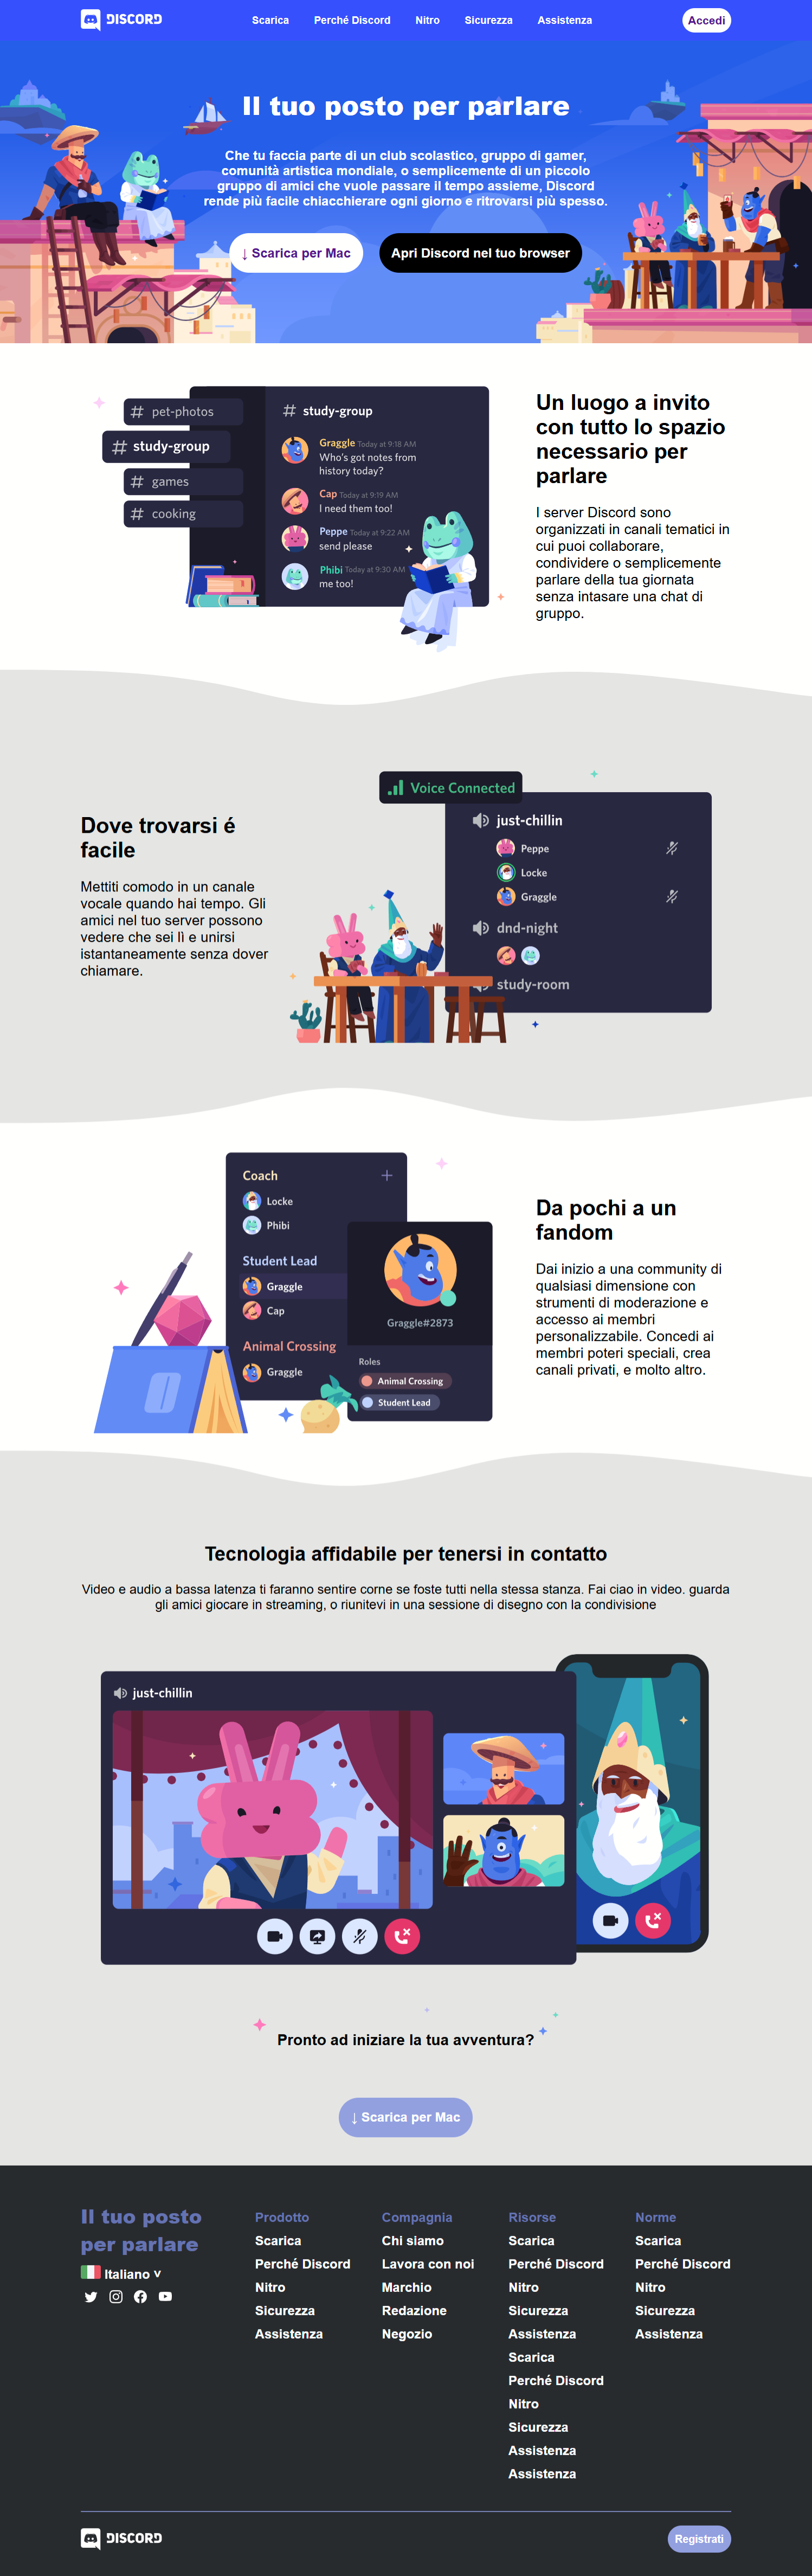 DISCORD
Scarica Perché Discord Nitro Sicurezza Assistenza
Accedi
Il tuo posto per parlare
Che tu faccia parte di un club scolastico, gruppo di gamer,
comunità artistica mondiale, o semplicemente di un piccolo
gruppo di amici che vuole passare il tempo assieme, Discord
rende più facile chiacchierare ogni giorno e ritrovarsi più spesso.
↓ Scarica per Mac
Apri Discord nel tuo browser
# pet-photos
# study-group
# games
# cooking
# study-group
Graggle Today at 9:18 AM
Who's got notes from
history today?
Cap Today at 9:19 AM
I need them too!
Peppe Today at 9:22 AM
send please
Phibi Today at 9:30 AM
me too!
Un luogo a invito
con tutto lo spazio
necessario per
parlare
I server Discord sono
organizzati in canali tematici in
cui puoi collaborare,
condividere o semplicemente
parlare della tua giornata
senza intasare una chat di
gruppo.
Dove trovarsi é
facile
Mettiti comodo in un canale
vocale quando hai tempo. Gli
amici nel tuo server possono
vedere che sei lì e unirsi
istantaneamente senza dover
chiamare.
Voice Connected
just-chillin
Peppe
Locke
Graggle
dnd-night
study-room
Coach
Locke
Phibi
Student Lead
Graggle
Cap
Animal Crossing
Graggle
Graggle#2873
Roles
Animal Crossing
Student Lead
Da pochi a un
fandom
Dai inizio a una community di
qualsiasi dimensione con
strumenti di moderazione e
accesso ai membri
personalizzabile. Concedi ai
membri poteri speciali, crea
canali privati, e molto altro.
Tecnologia affidabile per tenersi in contatto
Video e audio a bassa latenza ti faranno sentire corne se foste tutti nella stessa stanza. Fai ciao in video. guarda
gli amici giocare in streaming, o riunitevi in una sessione di disegno con la condivisione
just-chillin
Pronto ad iniziare la tua avventura?
↓ Scarica per Mac
Il tuo posto
per parlare
Italiano v
Prodotto
Scarica
Perché Discord
Nitro
Sicurezza
Assistenza
Compagnia
Chi siamo
Lavora con noi
Marchio
Redazione
Negozio
Risorse
Scarica
Perché Discord
Nitro
Sicurezza
Assistenza
Scarica
Perché Discord
Nitro
Sicurezza
Assistenza
Assistenza
Norme
Scarica
Perché Discord
Nitro
Sicurezza
Assistenza
DISCORD
Registrati